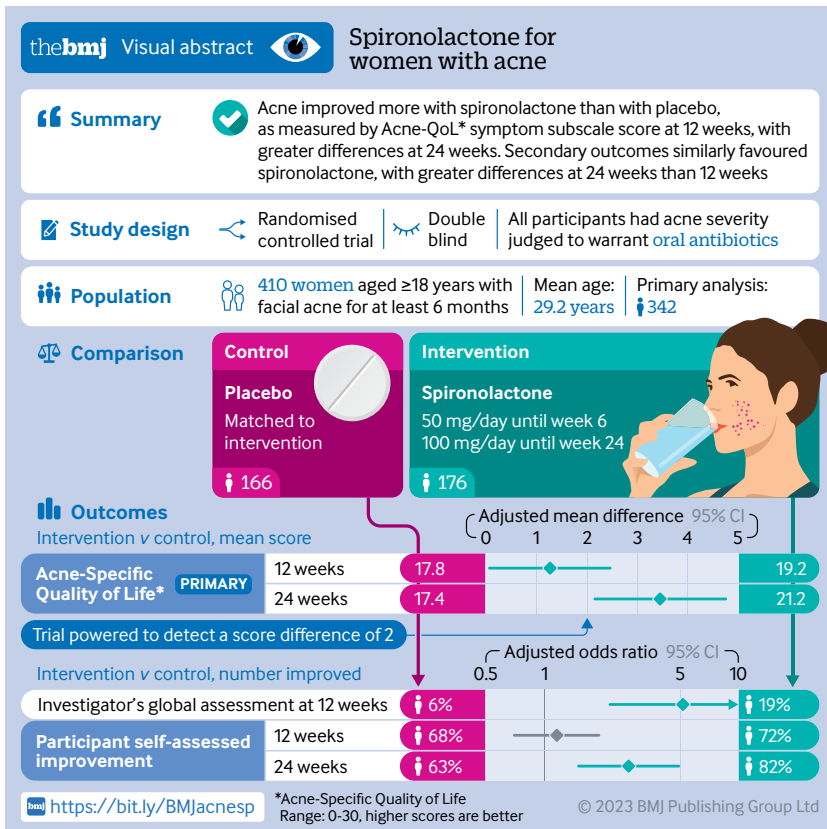 thebmj Visual abstract
Spironolactone for
women with acne
Summary
Acne improved more with spironolactone than with placebo,
as measured by Acne-QoL* symptom subscale score at 12 weeks, with
greater differences at 24 weeks. Secondary outcomes similarly favoured
spironolactone, with greater differences at 24 weeks than 12 weeks
Study design
Randomised
controlled trial
Double
blind
All participants had acne severity
judged to warrant oral antibiotics
Population
410 women aged ≥18 years with
facial acne for at least 6 months
Mean age:
29.2 years
Primary analysis:
342
Comparison
Control
Placebo
Matched to
intervention
166
Intervention
Spironolactone
50 mg/day until week 6
100 mg/day until week 24
176
Outcomes
Intervention v control, mean score
Adjusted mean difference 95% CI
0 1 2 3 4 5
Acne-Specific
Quality of Life*
PRIMARY
12 weeks 17.8 19.2
24 weeks 17.4 21.2
Trial powered to detect a score difference of 2
Intervention v control, number improved
Adjusted odds ratio 95% CI
0.5 1 5 10
Investigator's global assessment at 12 weeks 6% 19%
Participant self-assessed
improvement
12 weeks 68% 72%
24 weeks 63% 82%
bmj https://bit.ly/BMJacnesp
*Acne-Specific Quality of Life
Range: 0-30, higher scores are better
© 2023 BMJ Publishing Group Ltd